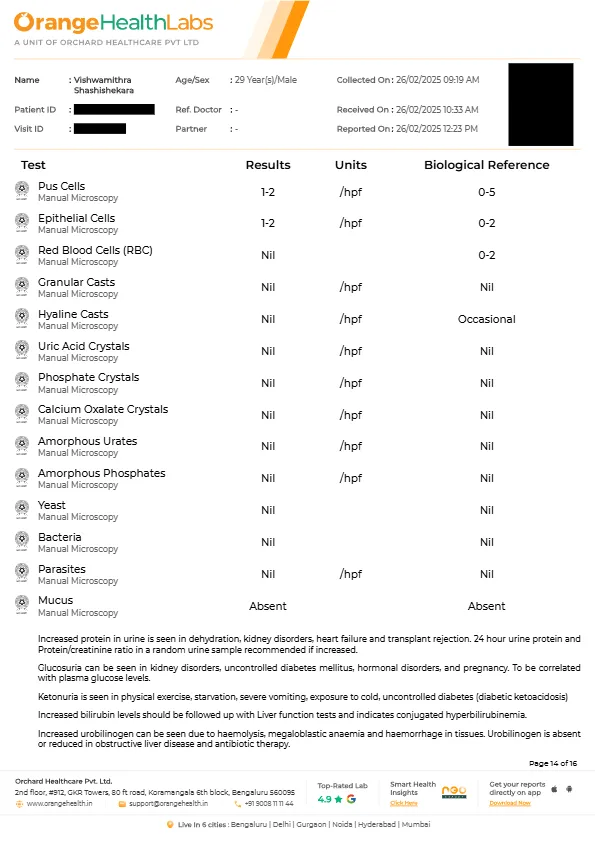 OrangeHealthLabs
A UNIT OF ORCHARD HEALTHCARE PVT LTD
Name : Vishwamithra Shashishekara Age/Sex : 29 Year(s)/Male Collected On : 26/02/2025 09:19 AM
Patient ID : Ref. Doctor : - Received On : 26/02/2025 10:33 AM
Visit ID : Partner : - Reported On : 26/02/2025 12:23 PM
Test Results Units Biological Reference
Pus Cells 1-2 /hpf 0-5
Manual Microscopy
Epithelial Cells 1-2 /hpf 0-2
Manual Microscopy
Red Blood Cells (RBC) Nil 0-2
Manual Microscopy
Granular Casts Nil /hpf Nil
Manual Microscopy
Hyaline Casts Nil /hpf Occasional
Manual Microscopy
Uric Acid Crystals Nil /hpf Nil
Manual Microscopy
Phosphate Crystals Nil /hpf Nil
Manual Microscopy
Calcium Oxalate Crystals Nil /hpf Nil
Manual Microscopy
Amorphous Urates Nil /hpf Nil
Manual Microscopy
Amorphous Phosphates Nil /hpf Nil
Manual Microscopy
Yeast Nil Nil
Manual Microscopy
Bacteria Nil Nil
Manual Microscopy
Parasites Nil /hpf Nil
Manual Microscopy
Mucus Absent Absent
Manual Microscopy
Increased protein in urine is seen in dehydration, kidney disorders, heart failure and transplant rejection. 24 hour urine protein and
Protein/creatinine ratio in a random urine sample recommended if increased.
Glucosuria can be seen in kidney disorders, uncontrolled diabetes mellitus, hormonal disorders, and pregnancy. To be correlated
with plasma glucose levels.
Ketonuria is seen in physical exercise, starvation, severe vomiting, exposure to cold, uncontrolled diabetes (diabetic ketoacidosis)
Increased bilirubin levels should be followed up with Liver function tests and indicates conjugated hyperbilirubinemia.
Increased urobilinogen can be seen due to haemolysis, megaloblastic anaemia and haemorrhage in tissues. Urobilinogen is absent
or reduced in obstructive liver disease and antibiotic therapy.
Page 14 of 16
Orchard Healthcare Pvt. Ltd.
2nd floor, #912, GKR Towers, 80 ft road, Koramangala 6th block, Bengaluru 560095
www.orangehealth.in support@orangehealth.in +91 9008 11 11 44
Top-Rated Lab
4.9 G
Smart Health
Insights
Click Here
neo
Get your reports
directly on app
Download Now
Live In 6 cities : Bengaluru | Delhi | Gurgaon | Noida | Hyderabad | Mumbai